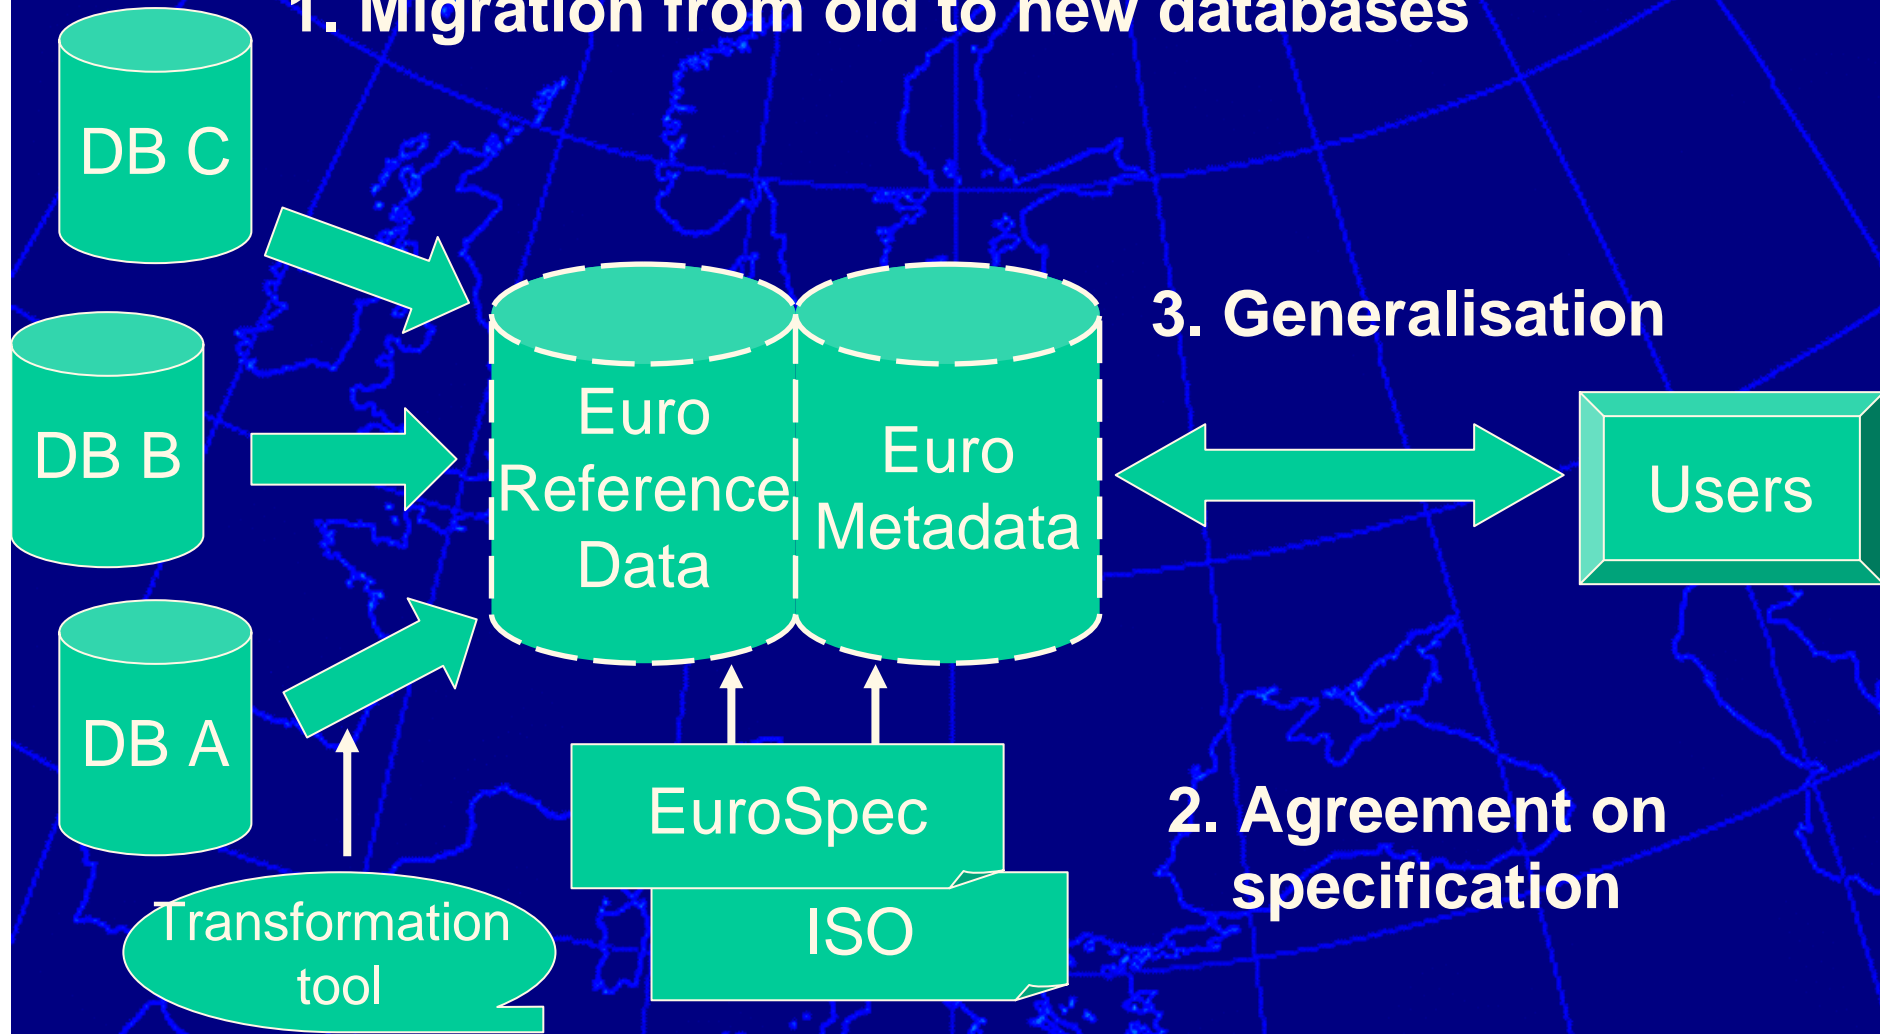 1. Migration from old to new databases
DB C
DB B
DB A
Euro
Reference
Data
Euro
Metadata
3. Generalisation
Users
EuroSpec
ISO
2. Agreement on
specification
Transformation
tool